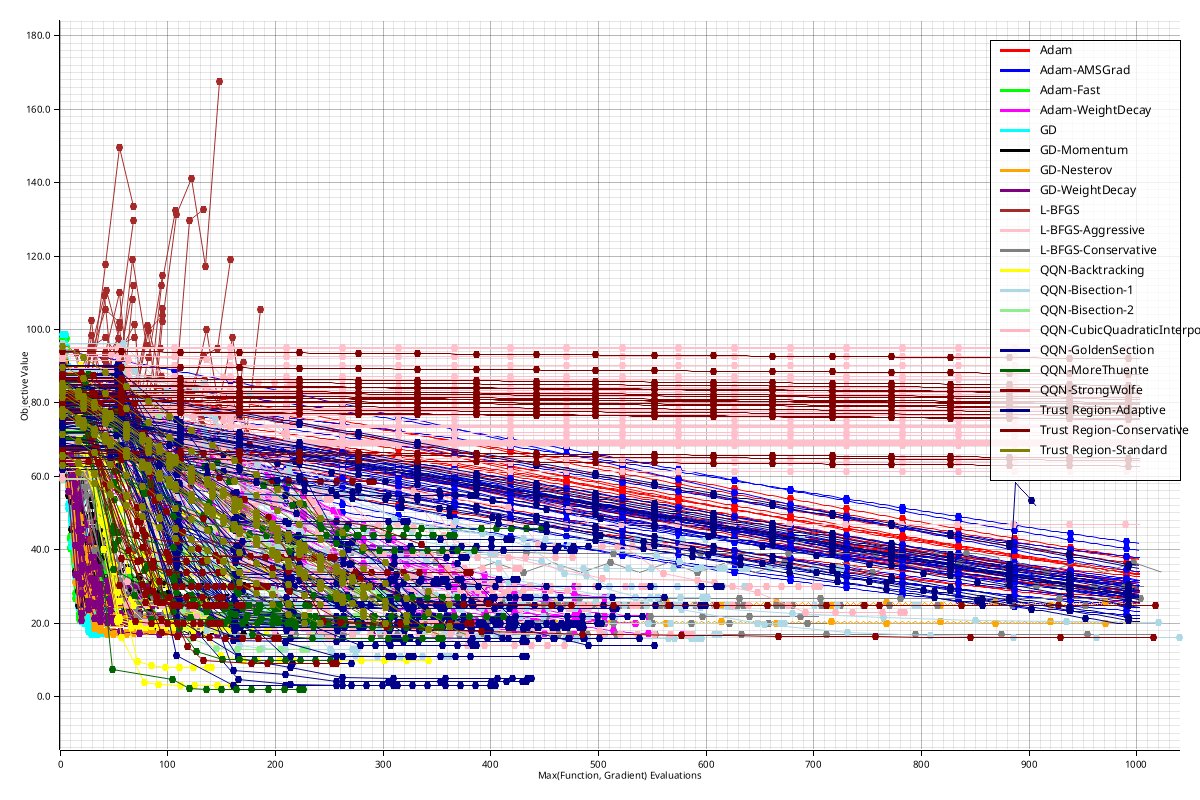 180.0
160.0
140.0
120.0
100.0
80.0
60.0
40.0
20.0
0.0
Objective Value
0 100 200 300 400 500 600 700 800 900 1000
Max(Function, Gradient) Evaluations
Adam
Adam-AMSGrad
Adam-Fast
Adam-WeightDecay
GD
GD-Momentum
GD-Nesterov
GD-WeightDecay
L-BFGS
L-BFGS-Aggressive
L-BFGS-Conservative
QQN-Backtracking
QQN-Bisection-1
QQN-Bisection-2
QQN-CubicQuadraticInterpo
QQN-GoldenSection
QQN-MoreThuente
QQN-StrongWolfe
Trust Region-Adaptive
Trust Region-Conservative
Trust Region-Standard